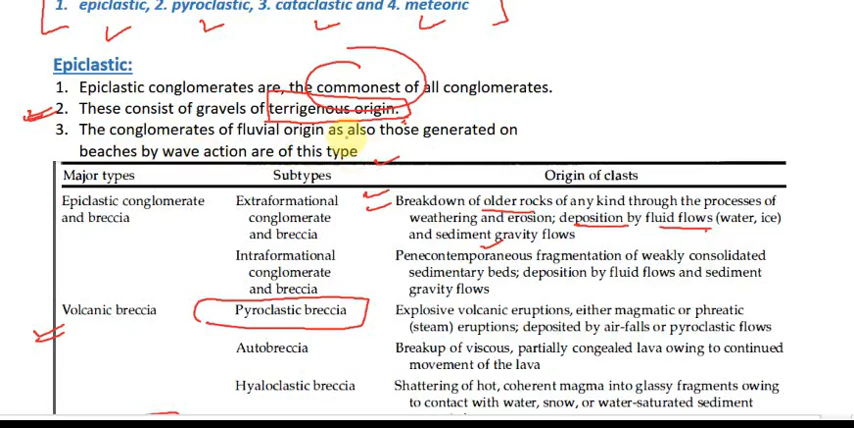 1. epiclastic, 2. pyroclastic, 3. cataclastic and 4. meteoric
Epiclastic:
1. Epiclastic conglomerates are, the commonest of all conglomerates.
2. These consist of gravels of terrigenous origin.
3. The conglomerates of fluvial origin as also those generated on
beaches by wave action are of this type
Major types Subtypes Origin of clasts
Epiclastic conglomerate Extraformational Breakdown of older rocks of any kind through the processes of
and breccia conglomerate weathering and erosion; deposition by fluid flows (water, ice)
and breccia and sediment gravity flows
Intraformational Penecontemporaneous fragmentation of weakly consolidated
conglomerate sedimentary beds; deposition by fluid flows and sediment
and breccia gravity flows
Volcanic breccia Pyroclastic breccia Explosive volcanic eruptions, either magmatic or phreatic
(steam) eruptions; deposited by air-falls or pyroclastic flows
Autobreccia Breakup of viscous, partially congealed lava owing to continued
movement of the lava
Hyaloclastic breccia Shattering of hot, coherent magma into glassy fragments owing
to contact with water, snow, or water-saturated sediment